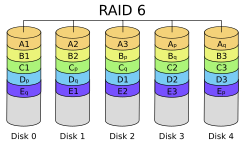 RAID 6
A1 A2 A3 Ap Aq
B1 B2 Bp Bq B3
C1 Cp Cq C2 C3
Dp Dq D1 D2 D3
Eq E1 E2 E3 Ep
Disk 0 Disk 1 Disk 2 Disk 3 Disk 4